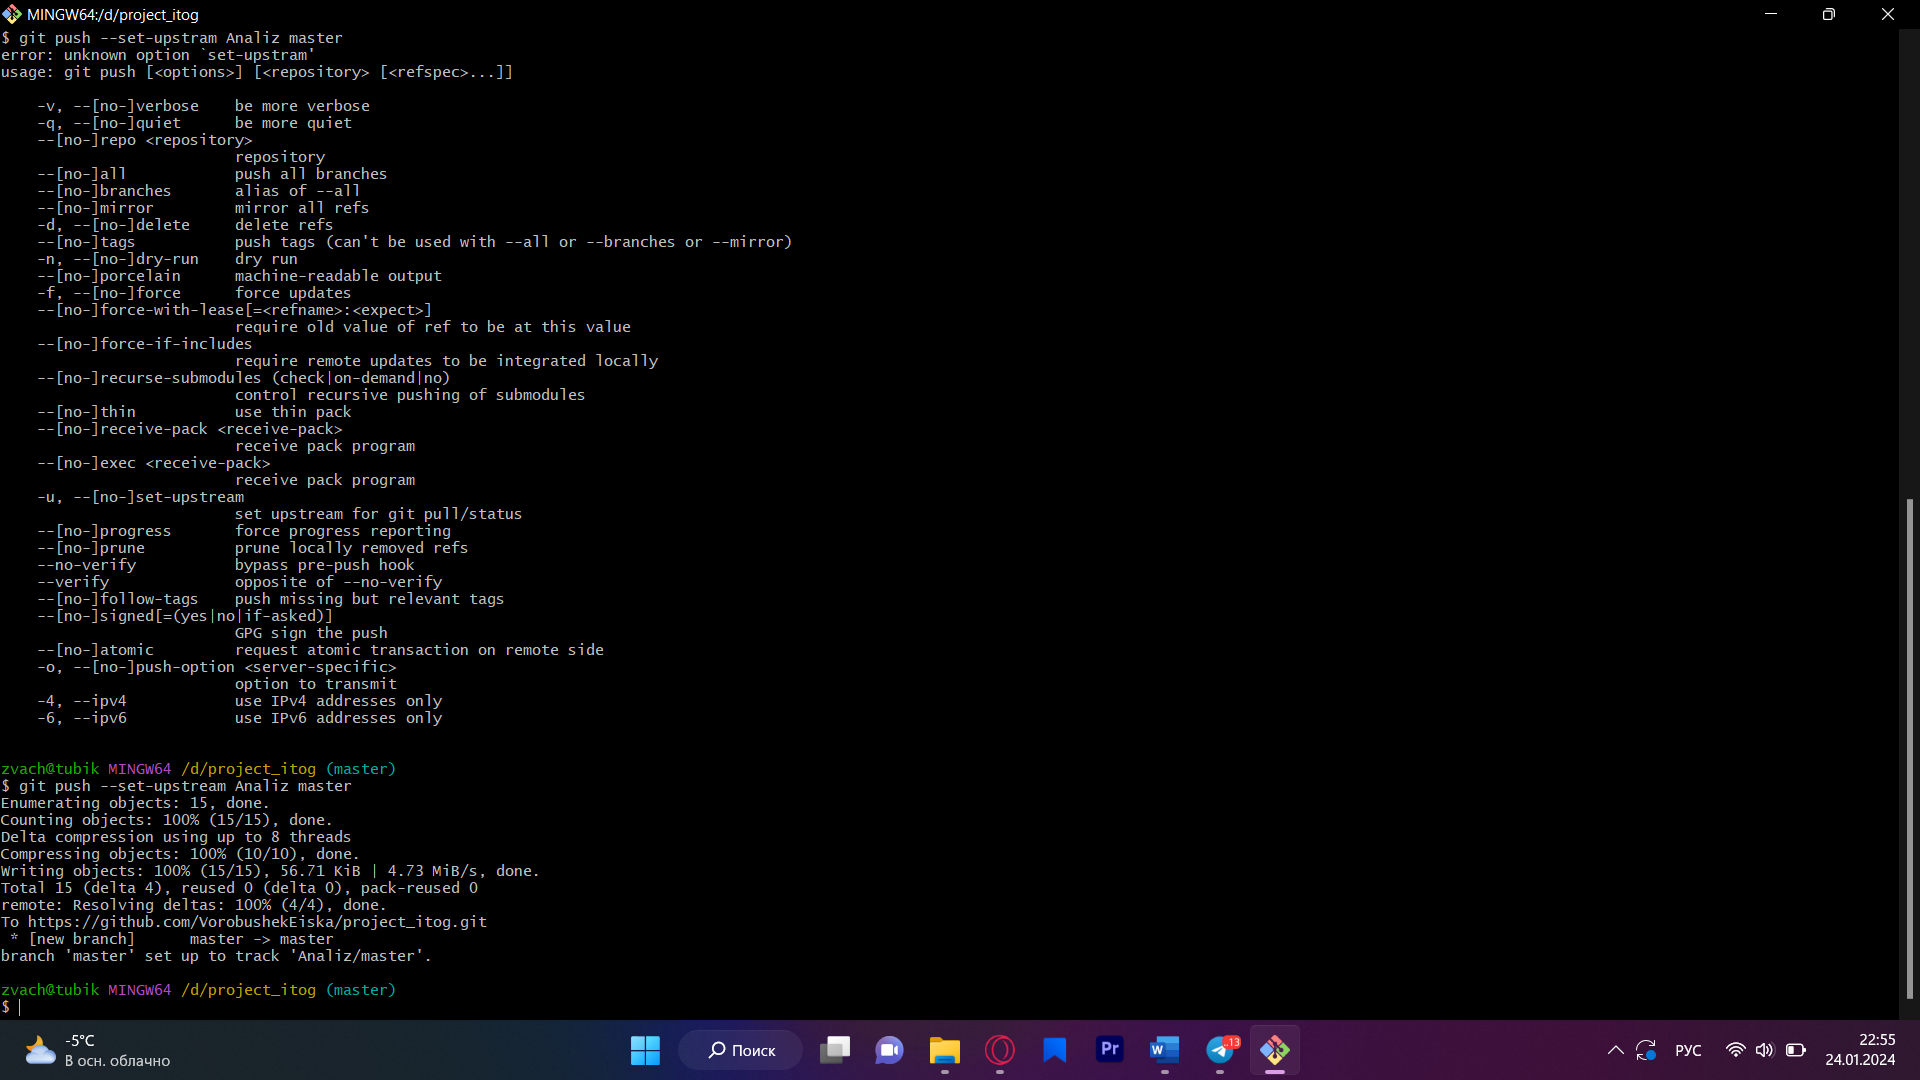 MINGW64:/d/project_itog
$ git push --set-upstram Analiz master
error: unknown option `set-upstram'
usage: git push [<options>] [<repository> [<refspec>...]]
-v, --[no-]verbose    be more verbose
-q, --[no-]quiet      be more quiet
--[no-]repo <repository>
repository
--[no-]all            push all branches
--[no-]branches       alias of --all
--[no-]mirror         mirror all refs
-d, --[no-]delete     delete refs
--[no-]tags           push tags (can't be used with --all or --branches or --mirror)
-n, --[no-]dry-run    dry run
--[no-]porcelain      machine-readable output
-f, --[no-]force      force updates
--[no-]force-with-lease[=<refname>:<expect>]
require old value of ref to be at this value
--[no-]force-if-includes
require remote updates to be integrated locally
--[no-]recurse-submodules (check|on-demand|no)
control recursive pushing of submodules
--[no-]thin           use thin pack
--[no-]receive-pack <receive-pack>
receive pack program
--[no-]exec <receive-pack>
receive pack program
-u, --[no-]set-upstream
set upstream for git pull/status
--[no-]progress       force progress reporting
--[no-]prune          prune locally removed refs
--no-verify           bypass pre-push hook
--verify              opposite of --no-verify
--[no-]follow-tags    push missing but relevant tags
--[no-]signed[=(yes|no|if-asked)]
GPG sign the push
--[no-]atomic         request atomic transaction on remote side
-o, --[no-]push-option <server-specific>
option to transmit
-4, --ipv4            use IPv4 addresses only
-6, --ipv6            use IPv6 addresses only
zvach@tubik MINGW64 /d/project_itog (master)
$ git push --set-upstream Analiz master
Enumerating objects: 15, done.
Counting objects: 100% (15/15), done.
Delta compression using up to 8 threads
Compressing objects: 100% (10/10), done.
Writing objects: 100% (15/15), 56.71 KiB | 4.73 MiB/s, done.
Total 15 (delta 4), reused 0 (delta 0), pack-reused 0
remote: Resolving deltas: 100% (4/4), done.
To https://github.com/VorobushekEiska/project_itog.git
* [new branch]      master -> master
branch 'master' set up to track 'Analiz/master'.
zvach@tubik MINGW64 /d/project_itog (master)
$
-5°C
В осн. облачно
Поиск
Pr
W
..13
РУС
22:55
24.01.2024